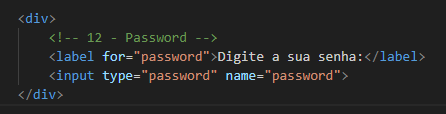 <div>
<!-- 12 - Password -->
<label for="password">Digite a sua senha:</label>
<input type="password" name="password">
</div>